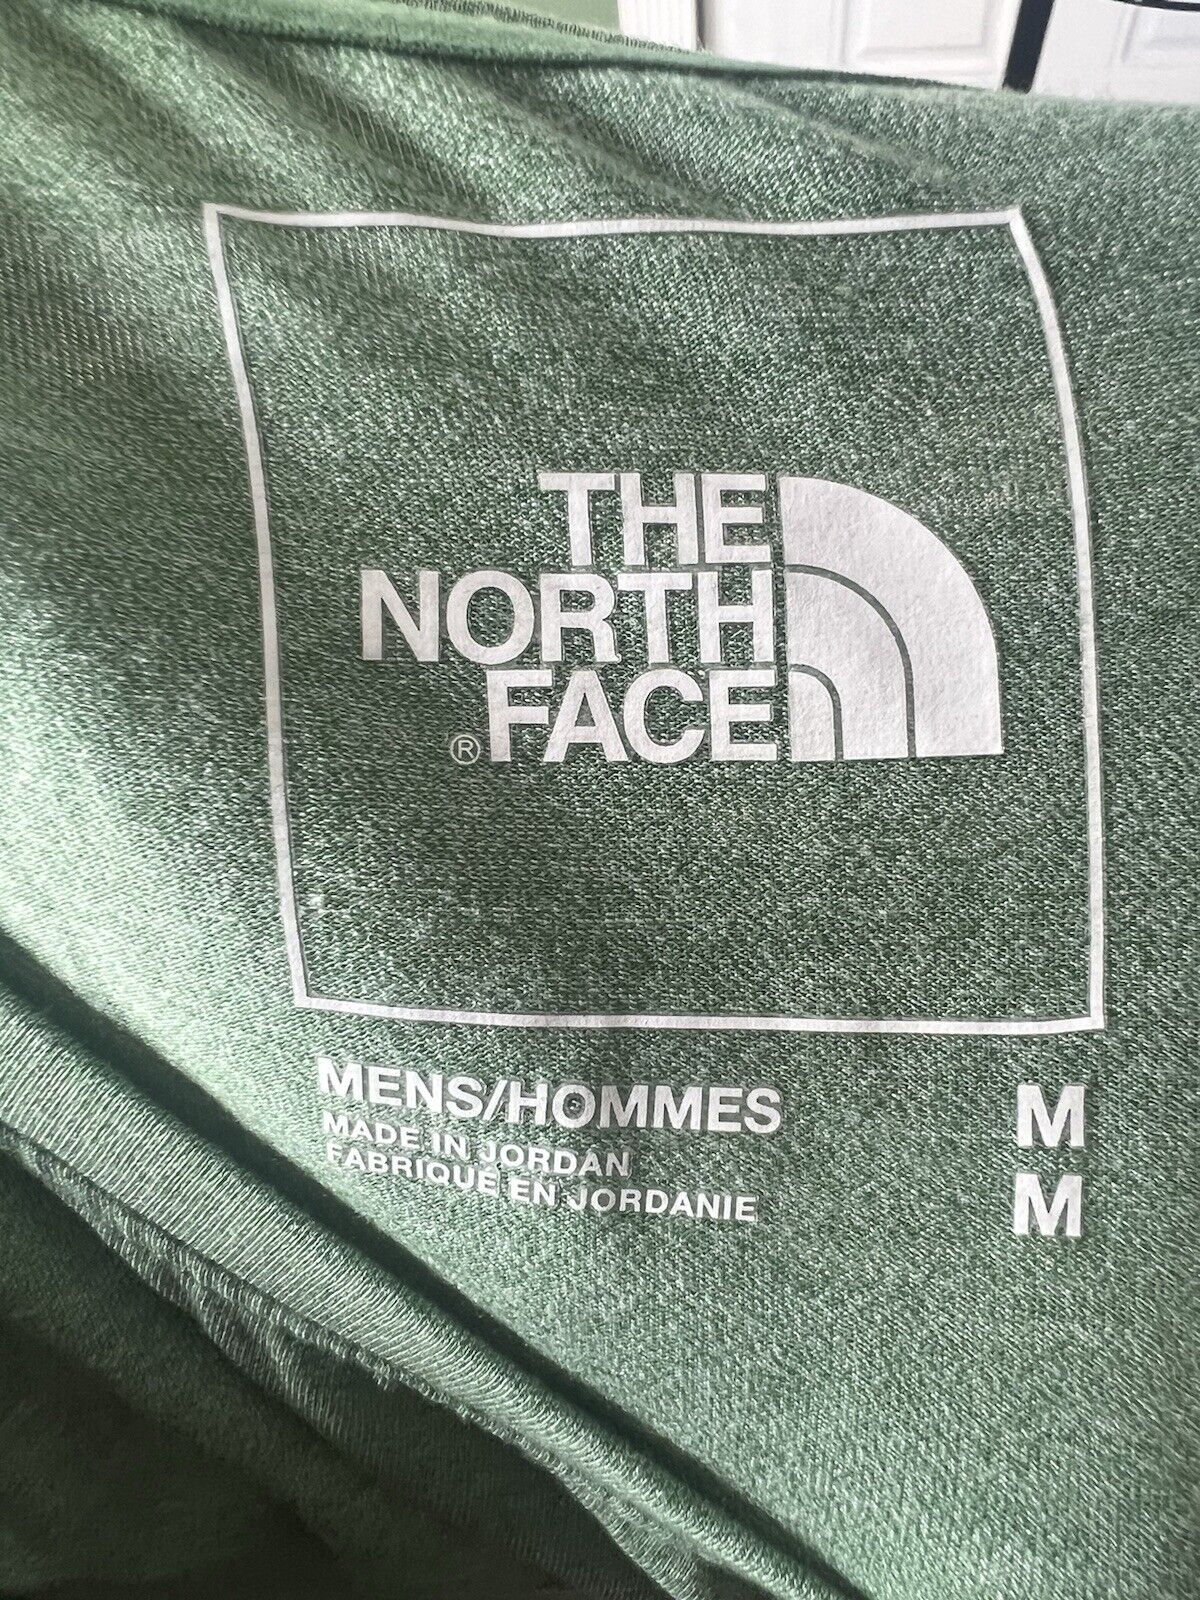 THE
NORTH
FACE
®
MENS/HOMMES M
MADE IN JORDAN
FABRIQUÉ EN JORDANIE M